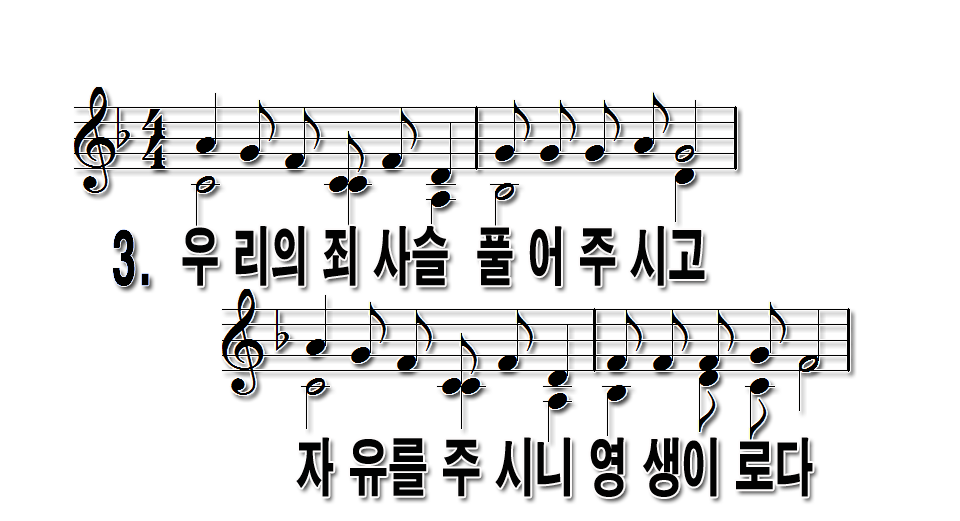 3. 우 리의 죄 사슬 풀 어 주 시고
자 유를 주 시니 영 생이 로다